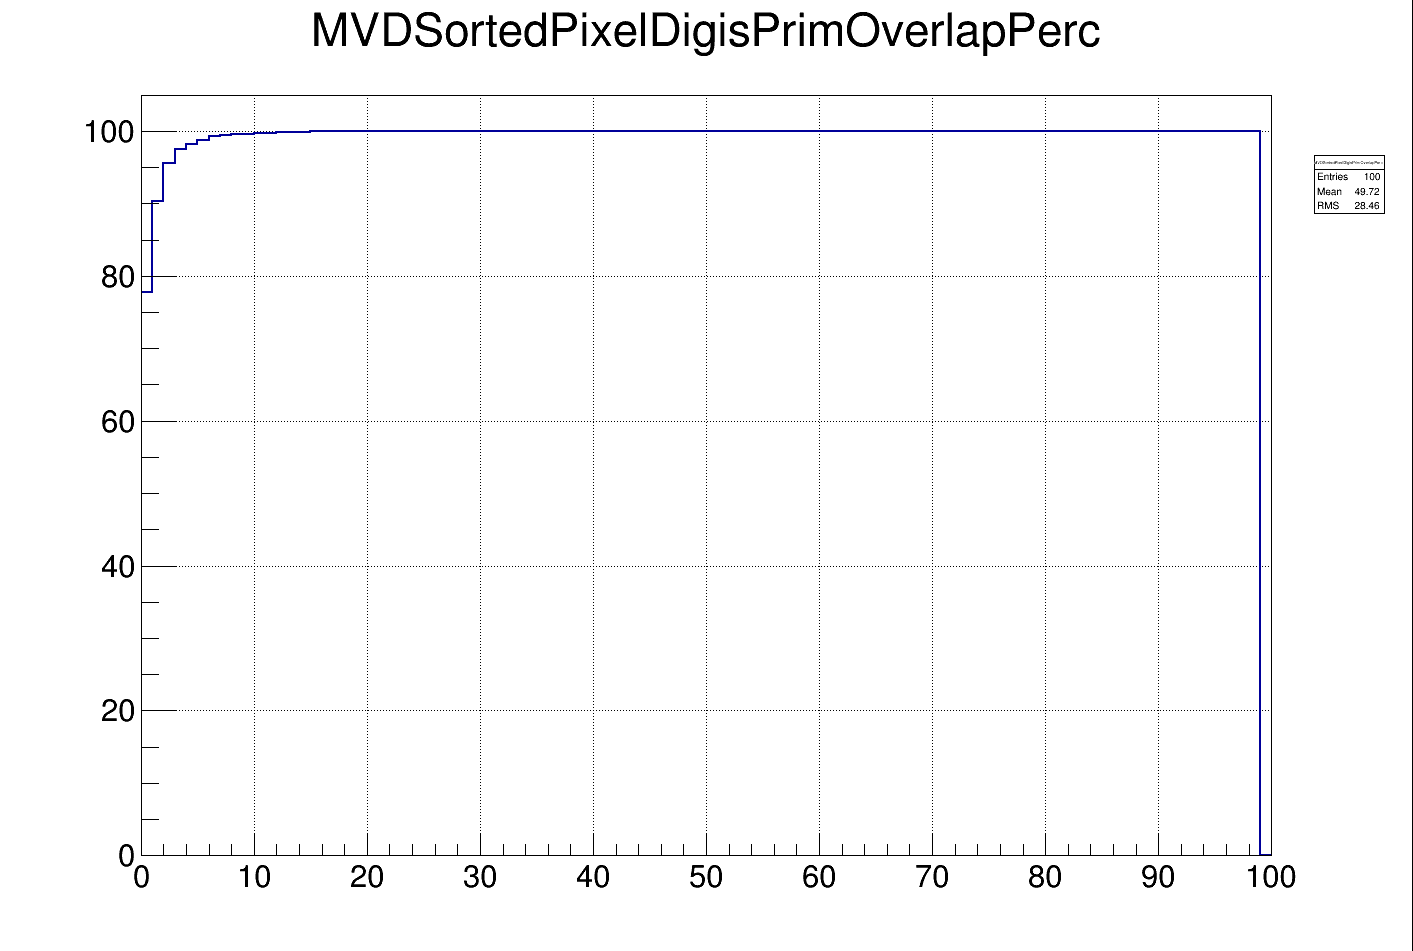 MVDSortedPixelDigisPrimOverlapPerc
100
80
60
40
20
0
0 10 20 30 40 50 60 70 80 90 100
MVDSortedPixelDigisPrimOverlapPerc
Entries 100
Mean 49.72
RMS 28.46